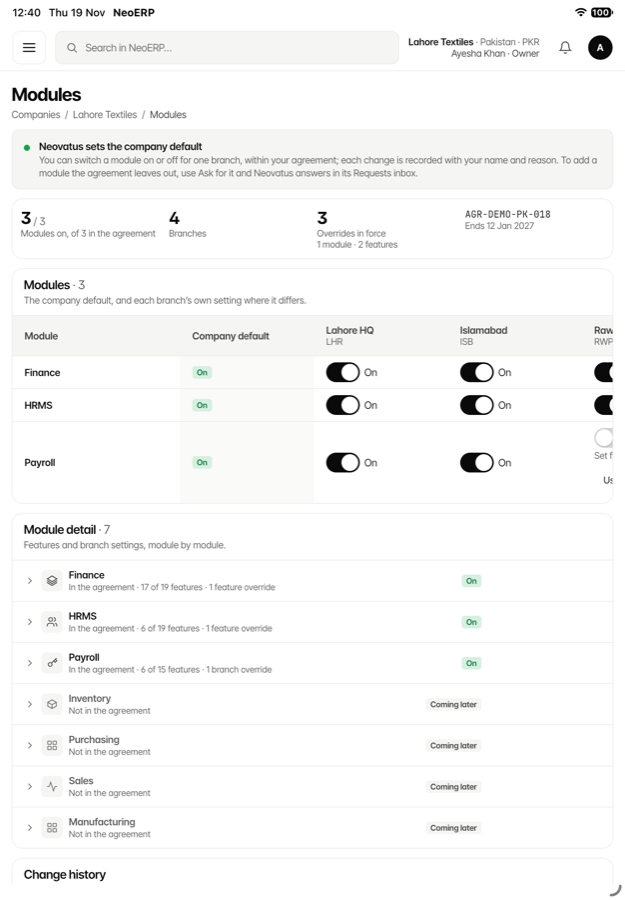 12:40 Thu 19 Nov NeoERP
100
Search in NeoERP...
Lahore Textiles · Pakistan · PKR
Ayesha Khan · Owner
A
Modules
Companies / Lahore Textiles / Modules
Neovatus sets the company default
You can switch a module on or off for one branch, within your agreement; each change is recorded with your name and reason. To add a
module the agreement leaves out, use Ask for it and Neovatus answers in its Requests inbox.
3 / 3
Modules on, of 3 in the agreement
4
Branches
3
Overrides in force
1 module · 2 features
AGR-DEMO-PK-018
Ends 12 Jan 2027
Modules · 3
The company default, and each branch's own setting where it differs.
Module
Company default
Lahore HQ
LHR
Islamabad
ISB
Raw
RWP
Finance
On
On
On
HRMS
On
On
On
Payroll
On
On
On
Set f
Us
Module detail · 7
Features and branch settings, module by module.
Finance
In the agreement · 17 of 19 features · 1 feature override
On
HRMS
In the agreement · 6 of 19 features · 1 feature override
On
Payroll
In the agreement · 6 of 15 features · 1 branch override
On
Inventory
Not in the agreement
Coming later
Purchasing
Not in the agreement
Coming later
Sales
Not in the agreement
Coming later
Manufacturing
Not in the agreement
Coming later
Change history